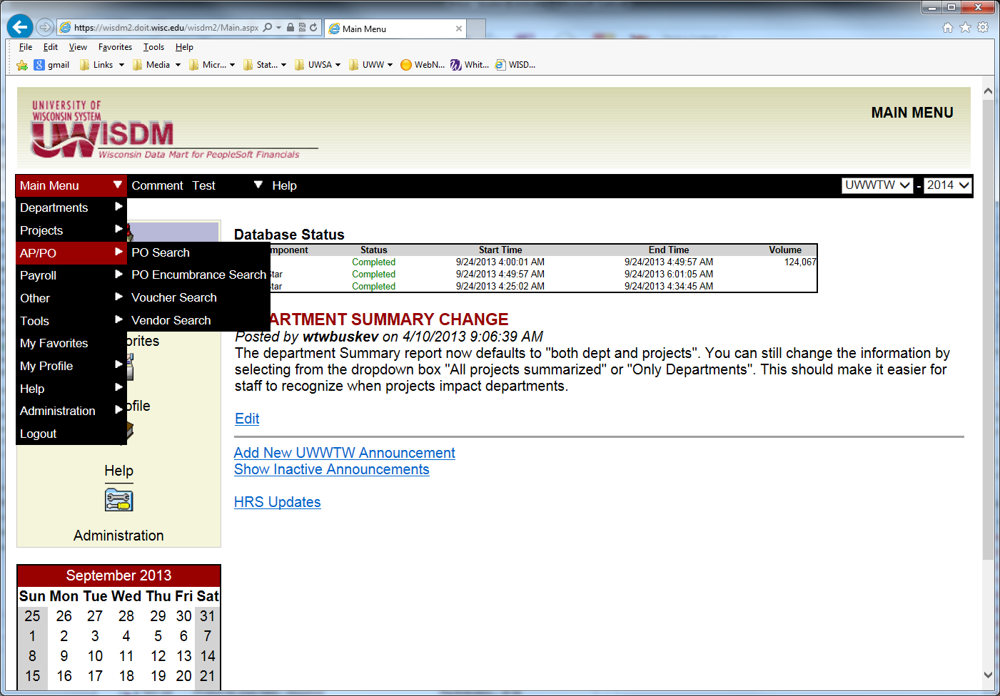 https://wisdm2.doit.wisc.edu/wisdm2/Main.aspx
Main Menu
File Edit View Favorites Tools Help
gmail Links Media Micr... Stat... UWSA UWW WebN... Whit... WISD...
UNIVERSITY OF
WISCONSIN SYSTEM
UWISDM
Wisconsin Data Mart for PeopleSoft Financials
MAIN MENU
Main Menu Comment Test Help UWWTW - 2014
Departments
Projects
AP/PO
Payroll
Other
Tools
My Favorites
My Profile
Help
Administration
Logout
PO Search
PO Encumbrance Search
Voucher Search
Vendor Search
orites
ofile
Help
Administration
Database Status
mponent Status Start Time End Time Volume
Completed 9/24/2013 4:00:01 AM 9/24/2013 4:49:57 AM 124,067
tar Completed 9/24/2013 4:49:57 AM 9/24/2013 6:01:05 AM
tar Completed 9/24/2013 4:25:02 AM 9/24/2013 4:34:45 AM
ARTMENT SUMMARY CHANGE
Posted by wtwbuskev on 4/10/2013 9:06:39 AM
The department Summary report now defaults to "both dept and projects". You can still change the information by
selecting from the dropdown box "All projects summarized" or "Only Departments". This should make it easier for
staff to recognize when projects impact departments.
Edit
Add New UWWTW Announcement
Show Inactive Announcements
HRS Updates
September 2013
Sun Mon Tue Wed Thu Fri Sat
25 26 27 28 29 30 31
1 2 3 4 5 6 7
8 9 10 11 12 13 14
15 16 17 18 19 20 21